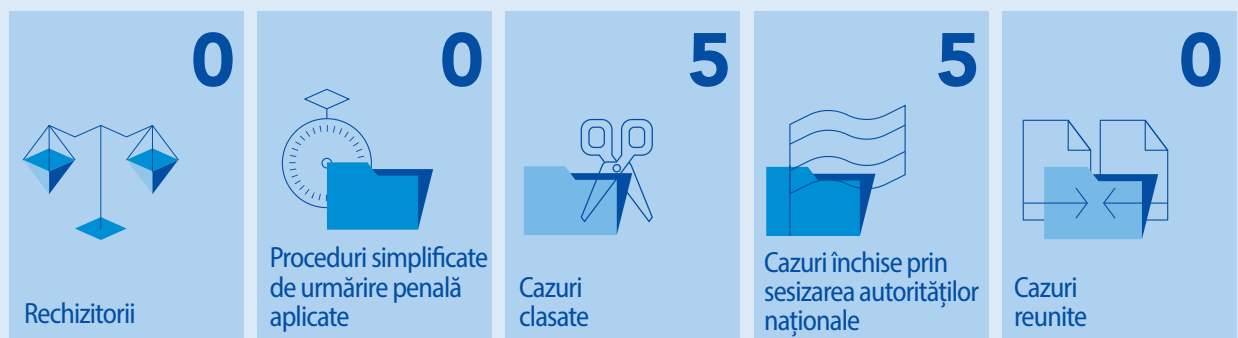 0
Rechizitorii
0
Proceduri simplificate
de urmărire penală
aplicate
5
Cazuri
clasate
5
Cazuri închise prin
sesizarea autorităților
naționale
0
Cazuri
reunite